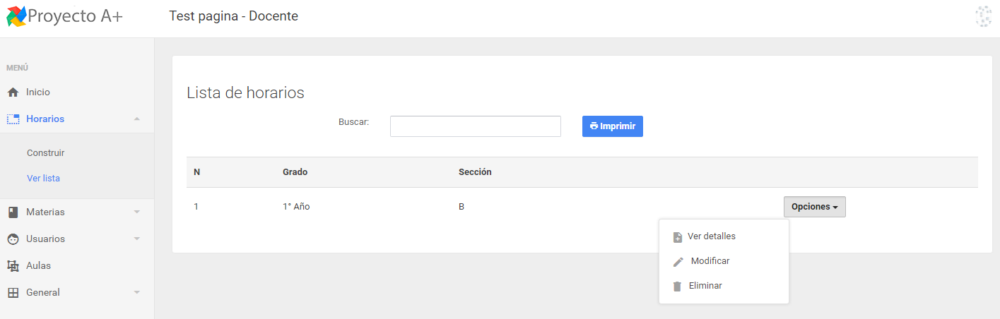 Proyecto A+
Test pagina - Docente
MENÚ
Inicio
Horarios
Construir
Ver lista
Materias
Usuarios
Aulas
General
Lista de horarios
Buscar:
Imprimir
N Grado Sección
1 1° Año B Opciones
Ver detalles
Modificar
Eliminar